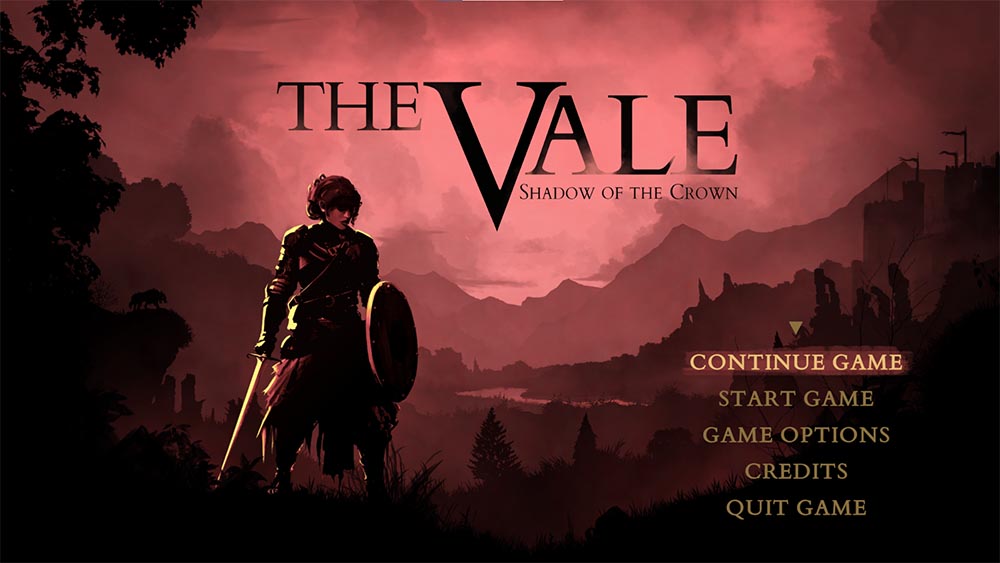 THE VALE
SHADOW OF THE CROWN
CONTINUE GAME
START GAME
GAME OPTIONS
CREDITS
QUIT GAME